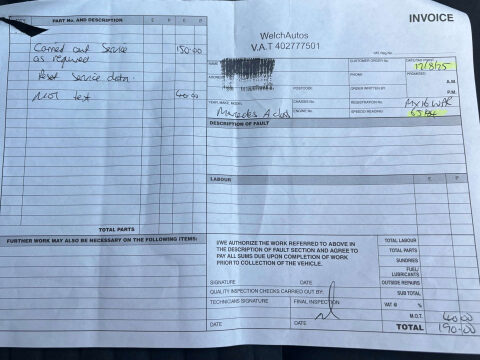 PART No. AND DESCRIPTION £ P £ P
Carried out Service 150.00
as required
Reset Service data.
MOT test 40.00
TOTAL PARTS
FURTHER WORK MAY ALSO BE NECESSARY ON THE FOLLOWING ITEMS:
INVOICE
WelchAutos
V.A.T 402777501
CUSTOMER ORDER No.
12/8/25
ADDRESS PHONE PROMISED A.M.
P.M.
POSTCODE ORDER WRITTEN BY
YEAR, MAKE, MODEL CHASSIS No. REGISTRATION No.
Mercedes A class
ENGINE No. SPEEDO READING
DESCRIPTION OF FAULT
LABOUR £ P
I/WE AUTHORIZE THE WORK REFERRED TO ABOVE IN
THE DESCRIPTION OF FAULT SECTION AND AGREE TO
PAY ALL SUMS DUE UPON COMPLETION OF WORK
PRIOR TO COLLECTION OF THE VEHICLE.
SIGNATURE DATE
QUALITY INSPECTION CHECKS CARRIED OUT BY:
TECHNICIANS SIGNATURE FINAL INSPECTION
DATE DATE
TOTAL LABOUR
TOTAL PARTS
SUNDRIES
FUEL/
LUBRICANTS
OUTSIDE REPAIRS
SUB TOTAL
VAT @ %
M.O.T. 40.00
TOTAL 190.00